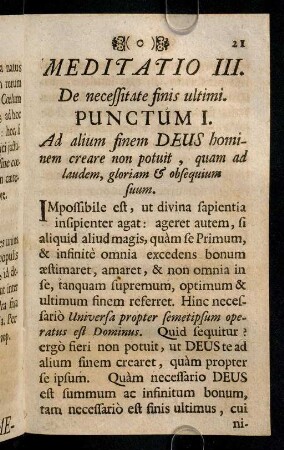 21
MEDITATIO III.
De necessitate finis ultimi.
PUNCTUM I.
Ad alium finem DEUS homi-
nem creare non potuit, quam ad
laudem, gloriam & obsequium
suum.
IMpossibile est, ut divina sapientia
insipienter agat: ageret autem, si
aliquid aliud magis, quàm se Primum,
& infinitè omnia excedens bonum
æstimaret, amaret, & non omnia in
se, tanquam supremum, optimum &
ultimum finem referret. Hinc neces-
sariò Universa propter semetipsum ope-
ratus est Dominus. Quid sequitur?
ergò fieri non potuit, ut DEUS te ad
alium finem crearet, quàm propter
se ipsum. Quàm necessario DEUS
est summum ac infinitum bonum,
tam necessariò est finis ultimus, cui
ni-